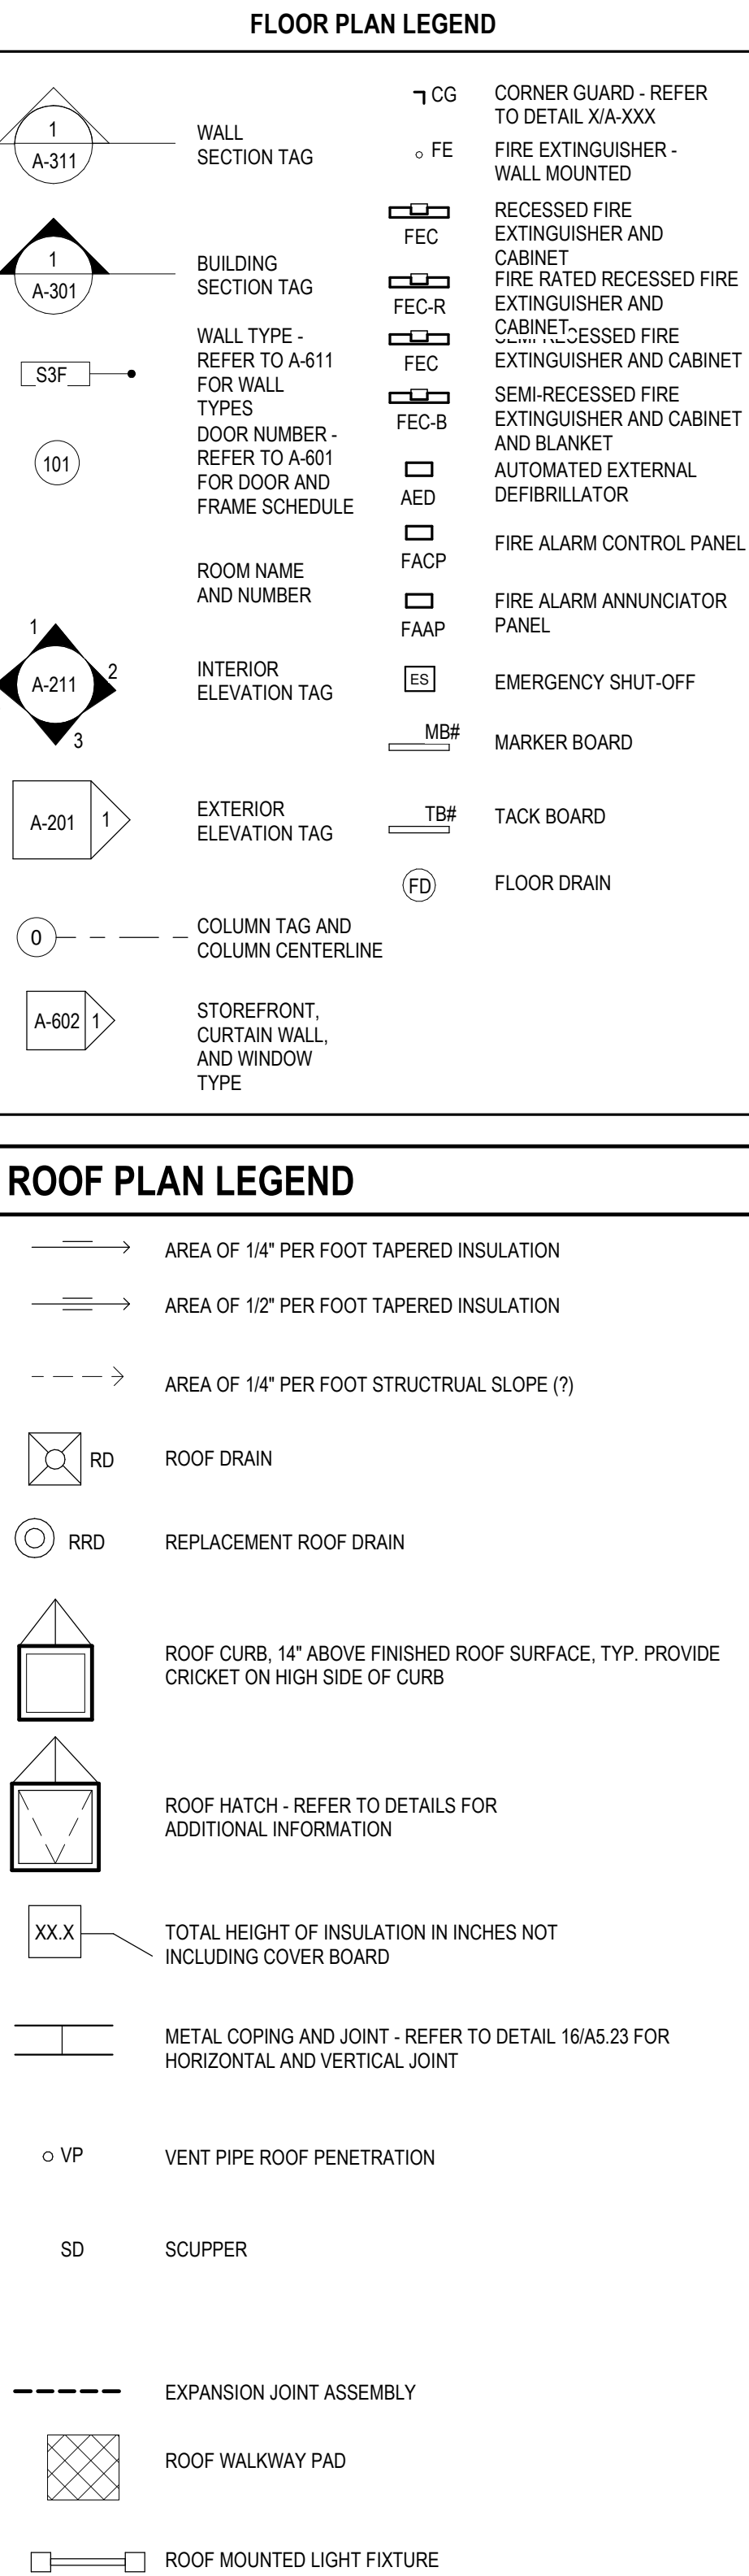 FLOOR PLAN LEGEND
1
A-311
WALL
SECTION TAG
1
A-301
BUILDING
SECTION TAG
S3F
WALL TYPE -
REFER TO A-611
FOR WALL
TYPES
101
DOOR NUMBER -
REFER TO A-601
FOR DOOR AND
FRAME SCHEDULE
ROOM NAME
AND NUMBER
1
A-211
2
3
INTERIOR
ELEVATION TAG
A-201
1
EXTERIOR
ELEVATION TAG
0
COLUMN TAG AND
COLUMN CENTERLINE
A-602
1
STOREFRONT,
CURTAIN WALL,
AND WINDOW
TYPE
CG
CORNER GUARD - REFER
TO DETAIL X/A-XXX
FE
FIRE EXTINGUISHER -
WALL MOUNTED
FEC
RECESSED FIRE
EXTINGUISHER AND
CABINET
FEC-R
FIRE RATED RECESSED FIRE
EXTINGUISHER AND
CABINET
FEC
SEMI-RECESSED FIRE
EXTINGUISHER AND CABINET
FEC-B
SEMI-RECESSED FIRE
EXTINGUISHER AND CABINET
AND BLANKET
AED
AUTOMATED EXTERNAL
DEFIBRILLATOR
FACP
FIRE ALARM CONTROL PANEL
FAAP
FIRE ALARM ANNUNCIATOR
PANEL
ES
EMERGENCY SHUT-OFF
MB#
MARKER BOARD
TB#
TACK BOARD
FD
FLOOR DRAIN
ROOF PLAN LEGEND
AREA OF 1/4" PER FOOT TAPERED INSULATION
AREA OF 1/2" PER FOOT TAPERED INSULATION
AREA OF 1/4" PER FOOT STRUCTRUAL SLOPE (?)
RD
ROOF DRAIN
RRD
REPLACEMENT ROOF DRAIN
ROOF CURB, 14" ABOVE FINISHED ROOF SURFACE, TYP. PROVIDE
CRICKET ON HIGH SIDE OF CURB
ROOF HATCH - REFER TO DETAILS FOR
ADDITIONAL INFORMATION
XX.X
TOTAL HEIGHT OF INSULATION IN INCHES NOT
INCLUDING COVER BOARD
METAL COPING AND JOINT - REFER TO DETAIL 16/A5.23 FOR
HORIZONTAL AND VERTICAL JOINT
VP
VENT PIPE ROOF PENETRATION
SD
SCUPPER
EXPANSION JOINT ASSEMBLY
ROOF WALKWAY PAD
ROOF MOUNTED LIGHT FIXTURE